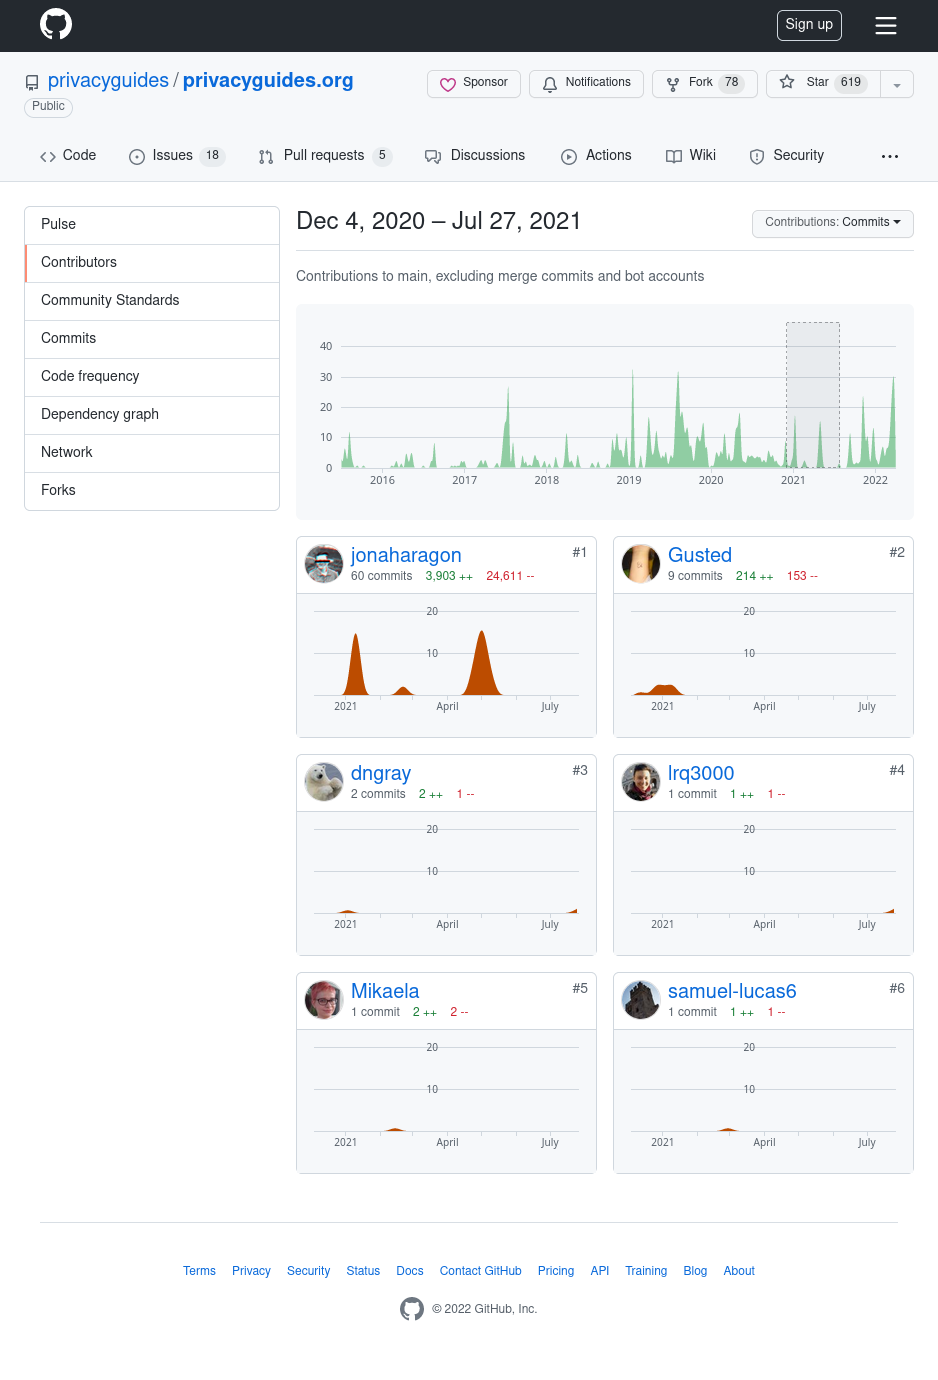 Sign up
privacyguides / privacyguides.org
Public
Sponsor
Notifications
Fork 78
Star 619
Code
Issues 18
Pull requests 5
Discussions
Actions
Wiki
Security
Pulse
Contributors
Community Standards
Commits
Code frequency
Dependency graph
Network
Forks
Dec 4, 2020 – Jul 27, 2021
Contributions: Commits
Contributions to main, excluding merge commits and bot accounts
40
30
20
10
0
2016 2017 2018 2019 2020 2021 2022
jonaharagon #1
60 commits 3,903 ++ 24,611 --
20
10
2021 April July
Gusted #2
9 commits 214 ++ 153 --
20
10
2021 April July
dngray #3
2 commits 2 ++ 1 --
20
10
2021 April July
lrq3000 #4
1 commit 1 ++ 1 --
20
10
2021 April July
Mikaela #5
1 commit 2 ++ 2 --
20
10
2021 April July
samuel-lucas6 #6
1 commit 1 ++ 1 --
20
10
2021 April July
Terms Privacy Security Status Docs Contact GitHub Pricing API Training Blog About
© 2022 GitHub, Inc.